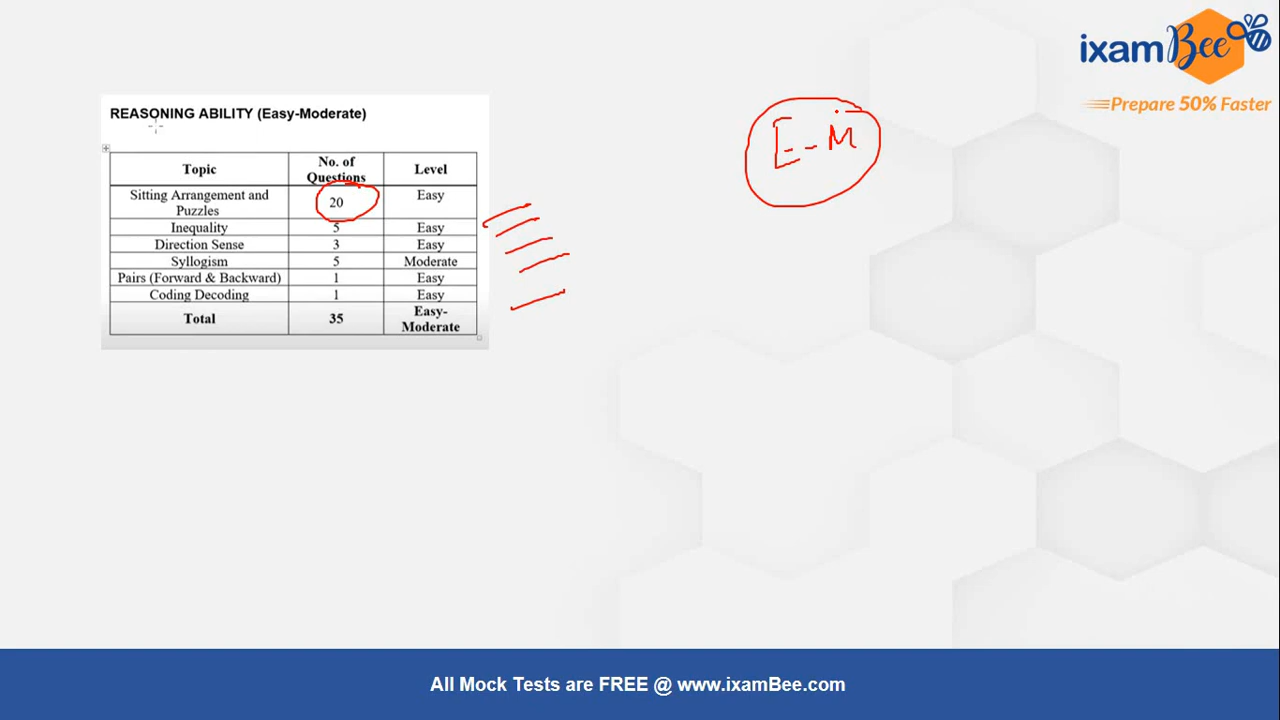 ixamBee
Prepare 50% Faster
REASONING ABILITY (Easy-Moderate)
E-M
Topic No. of Questions Level
Sitting Arrangement and Puzzles 20 Easy
Inequality 5 Easy
Direction Sense 3 Easy
Syllogism 5 Moderate
Pairs (Forward & Backward) 1 Easy
Coding Decoding 1 Easy
Total 35 Easy-Moderate
All Mock Tests are FREE @ www.ixamBee.com